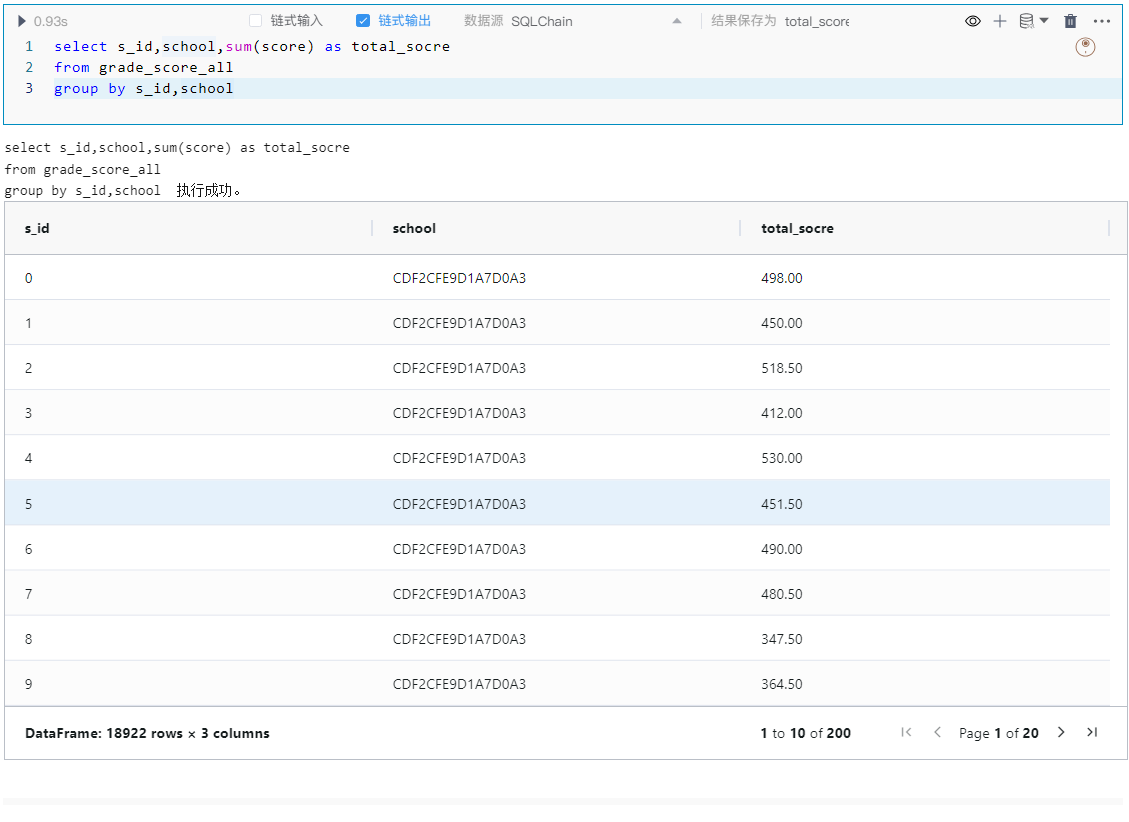 0.93s 链式输入 链式输出 数据源 SQLChain 结果保存为 total_score
1 select s_id,school,sum(score) as total_socre
2 from grade_score_all
3 group by s_id,school
select s_id,school,sum(score) as total_socre
from grade_score_all
group by s_id,school 执行成功。
s_id school total_socre
0 CDF2CFE9D1A7D0A3 498.00
1 CDF2CFE9D1A7D0A3 450.00
2 CDF2CFE9D1A7D0A3 518.50
3 CDF2CFE9D1A7D0A3 412.00
4 CDF2CFE9D1A7D0A3 530.00
5 CDF2CFE9D1A7D0A3 451.50
6 CDF2CFE9D1A7D0A3 490.00
7 CDF2CFE9D1A7D0A3 480.50
8 CDF2CFE9D1A7D0A3 347.50
9 CDF2CFE9D1A7D0A3 364.50
DataFrame: 18922 rows × 3 columns 1 to 10 of 200 Page 1 of 20